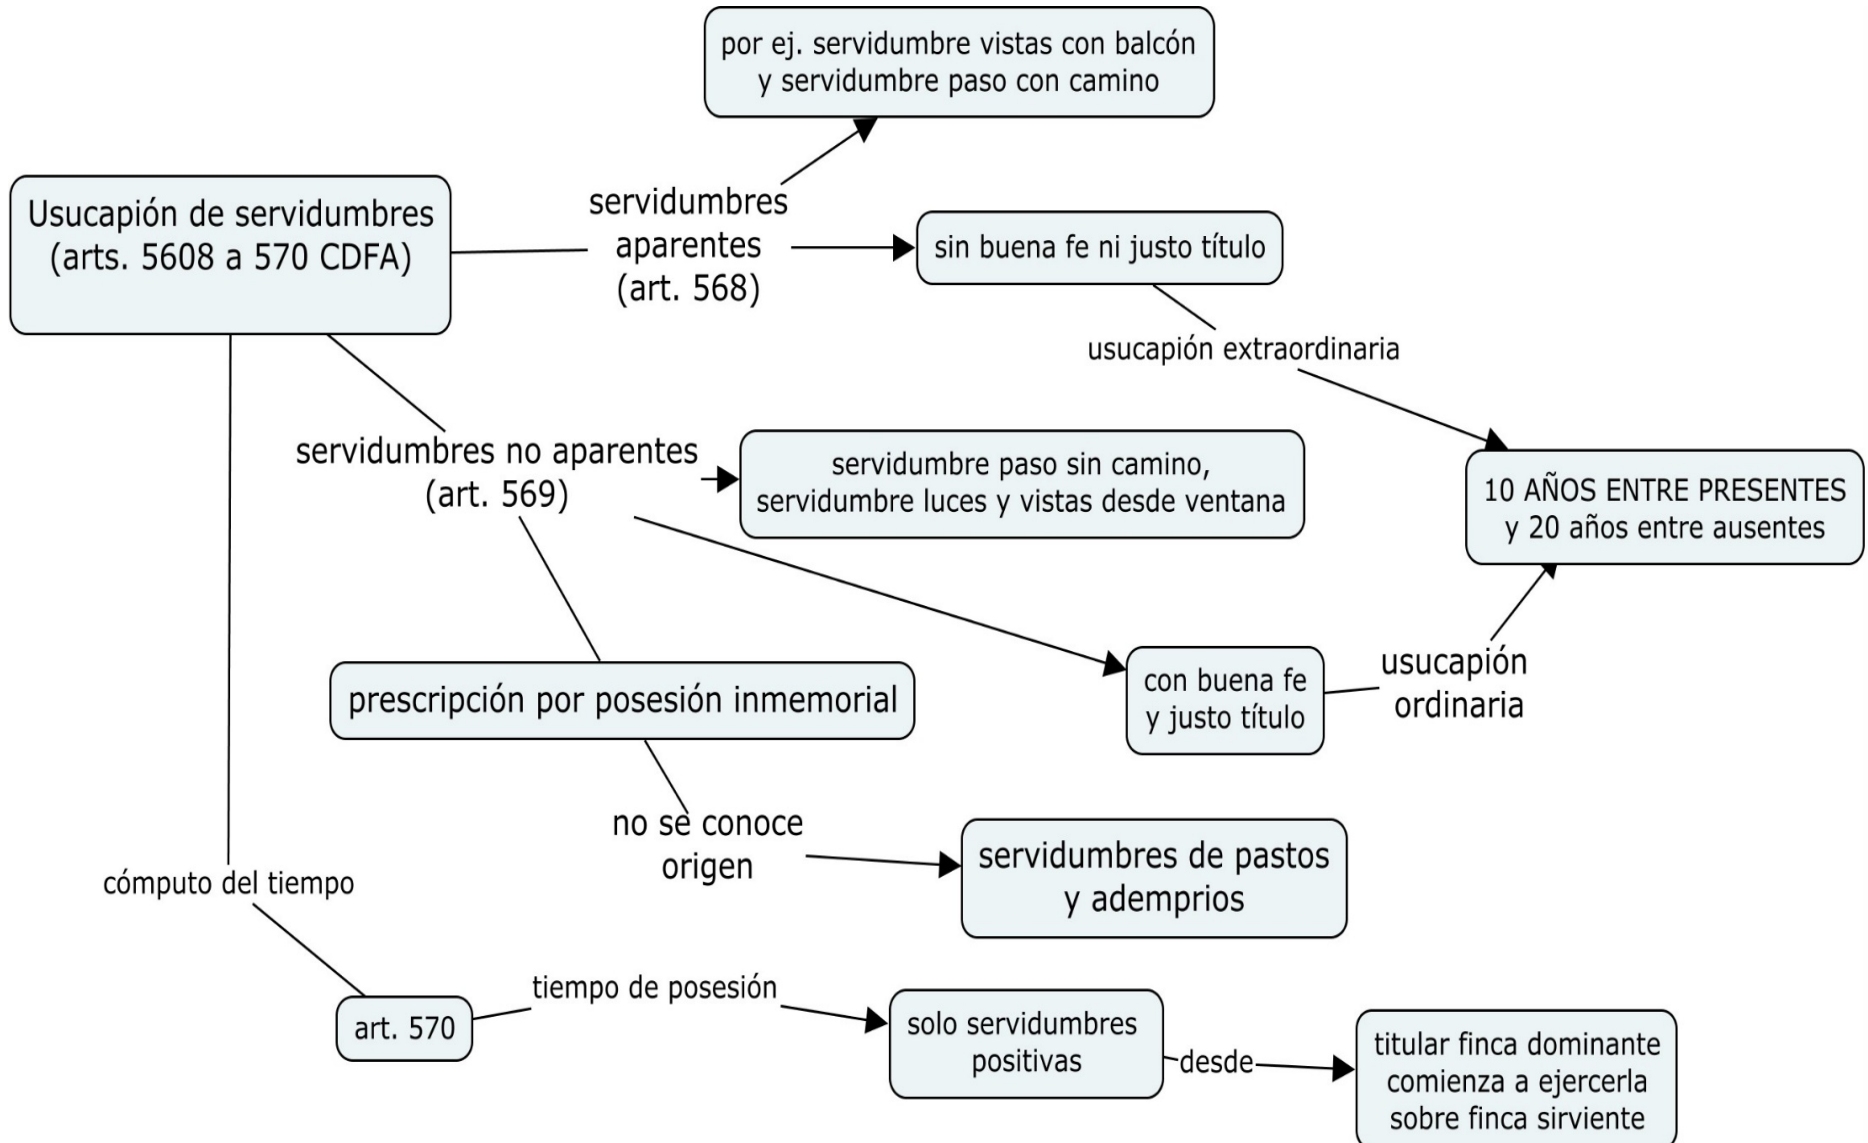 por ej. servidumbre vistas con balcón
y servidumbre paso con camino
Usucapión de servidumbres
(arts. 5608 a 570 CDFA)
servidumbres
aparentes
(art. 568)
sin buena fe ni justo título
usucapión extraordinaria
servidumbres no aparentes
(art. 569)
servidumbre paso sin camino,
servidumbre luces y vistas desde ventana
10 AÑOS ENTRE PRESENTES
y 20 años entre ausentes
prescripción por posesión inmemorial
con buena fe
y justo título
usucapión
ordinaria
no se conoce
origen
servidumbres de pastos
y ademprios
cómputo del tiempo
art. 570
tiempo de posesión
solo servidumbres
positivas
desde
titular finca dominante
comienza a ejercerla
sobre finca sirviente